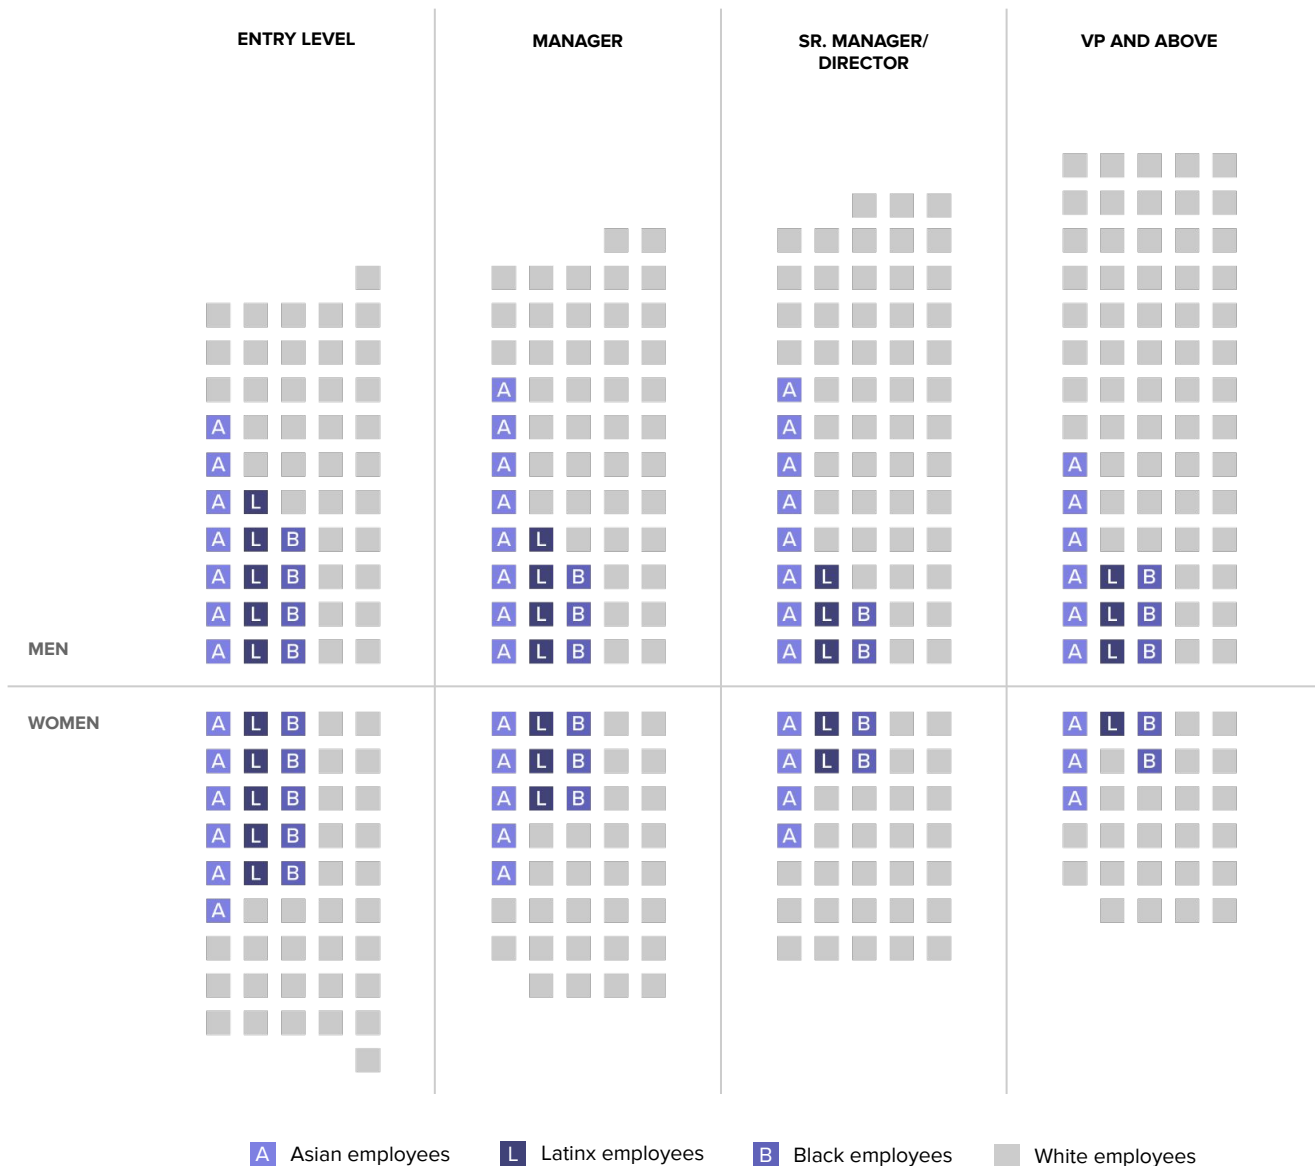 ENTRY LEVEL
MANAGER
SR. MANAGER/
DIRECTOR
VP AND ABOVE
A
A
A
A
A
A
A
A
A L
A
A
A L B
A L
A
A
A L B
A L B
A L
A L B
A L B
A L B
A L B
A L B
MEN
A L B
A L B
A L B
A L B
WOMEN
A L B
A L B
A L B
A L B
A L B
A L B
A L B
A B
A L B
A L B
A
A
A L B
A
A
A L B
A
A
A Asian employees
L Latinx employees
B Black employees
White employees